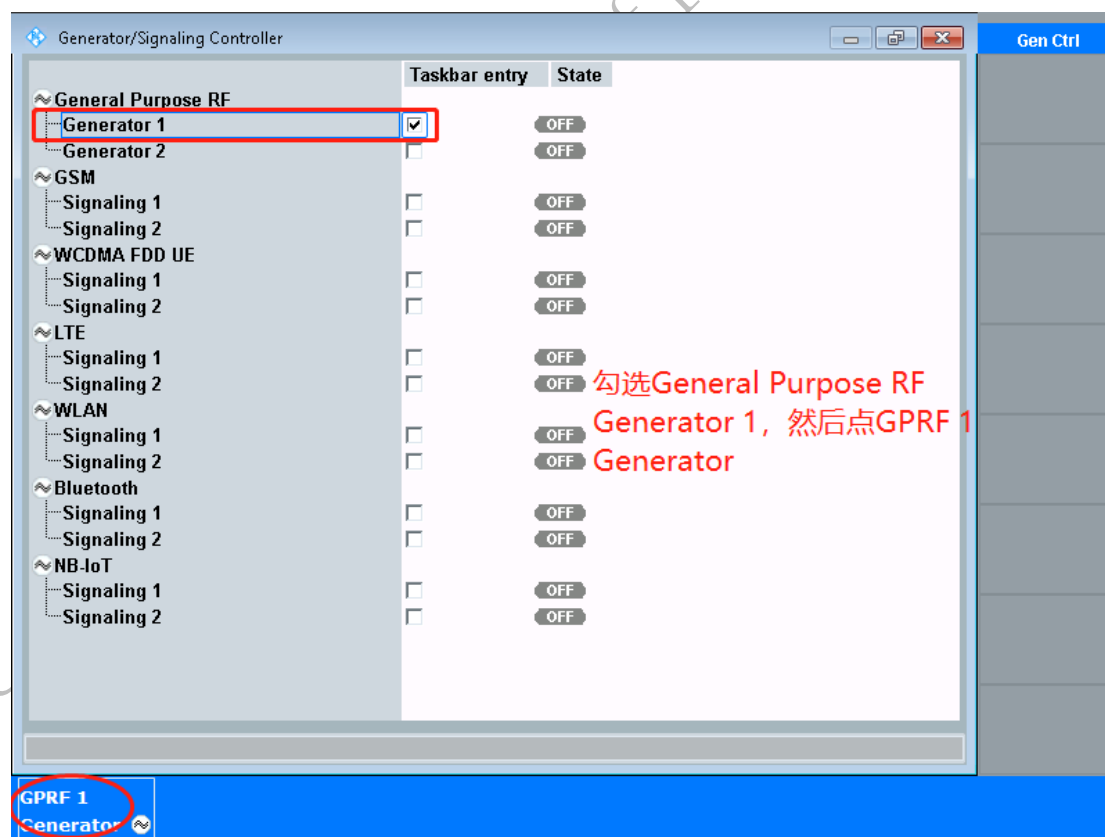 Generator/Signaling Controller
Gen Ctrl
Taskbar entry State
General Purpose RF
Generator 1 OFF
Generator 2 OFF
GSM
Signaling 1 OFF
Signaling 2 OFF
WCDMA FDD UE
Signaling 1 OFF
Signaling 2 OFF
LTE
Signaling 1 OFF
Signaling 2 OFF
勾选General Purpose RF
Generator 1，然后点GPRF 1
Generator
WLAN
Signaling 1 OFF
Signaling 2 OFF
Bluetooth
Signaling 1 OFF
Signaling 2 OFF
NB-IoT
Signaling 1 OFF
Signaling 2 OFF
GPRF 1
Generator